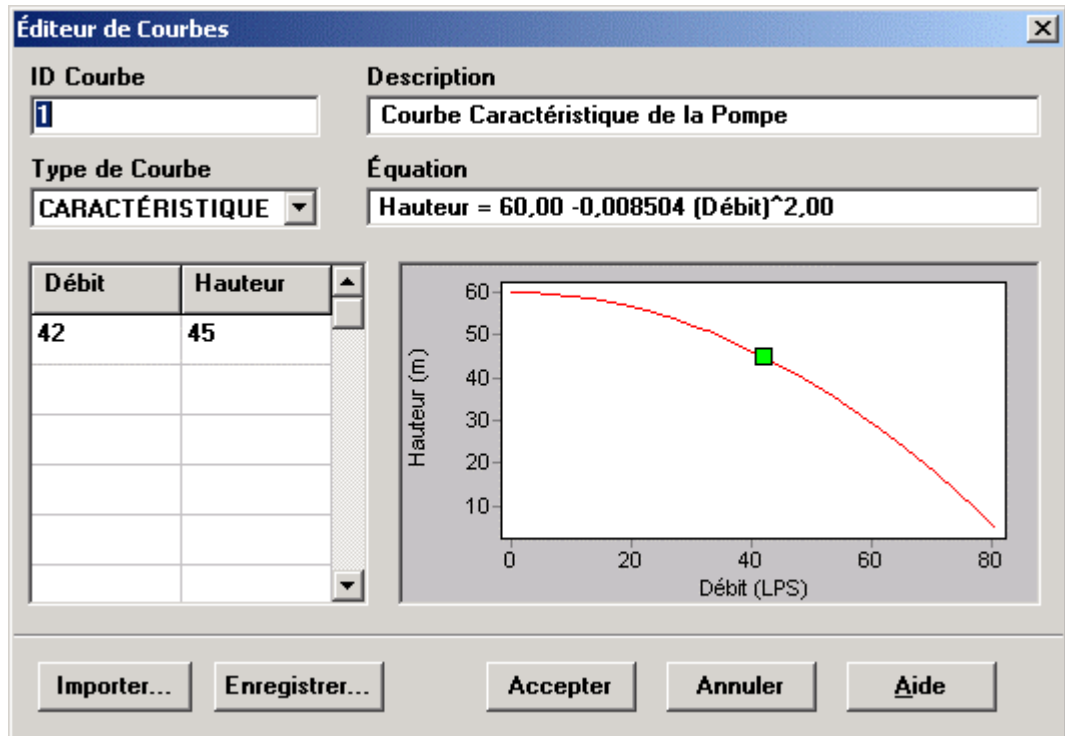 Éditeur de Courbes
ID Courbe
Description
1
Courbe Caractéristique de la Pompe
Type de Courbe
Équation
CARACTÉRISTIQUE
Hauteur = 60,00 -0,008504 (Débit)^2,00
Débit Hauteur
42 45
Hauteur (m)
60
50
40
30
20
10
0 20 40 60 80
Débit (LPS)
Importer... Enregistrer... Accepter Annuler Aide